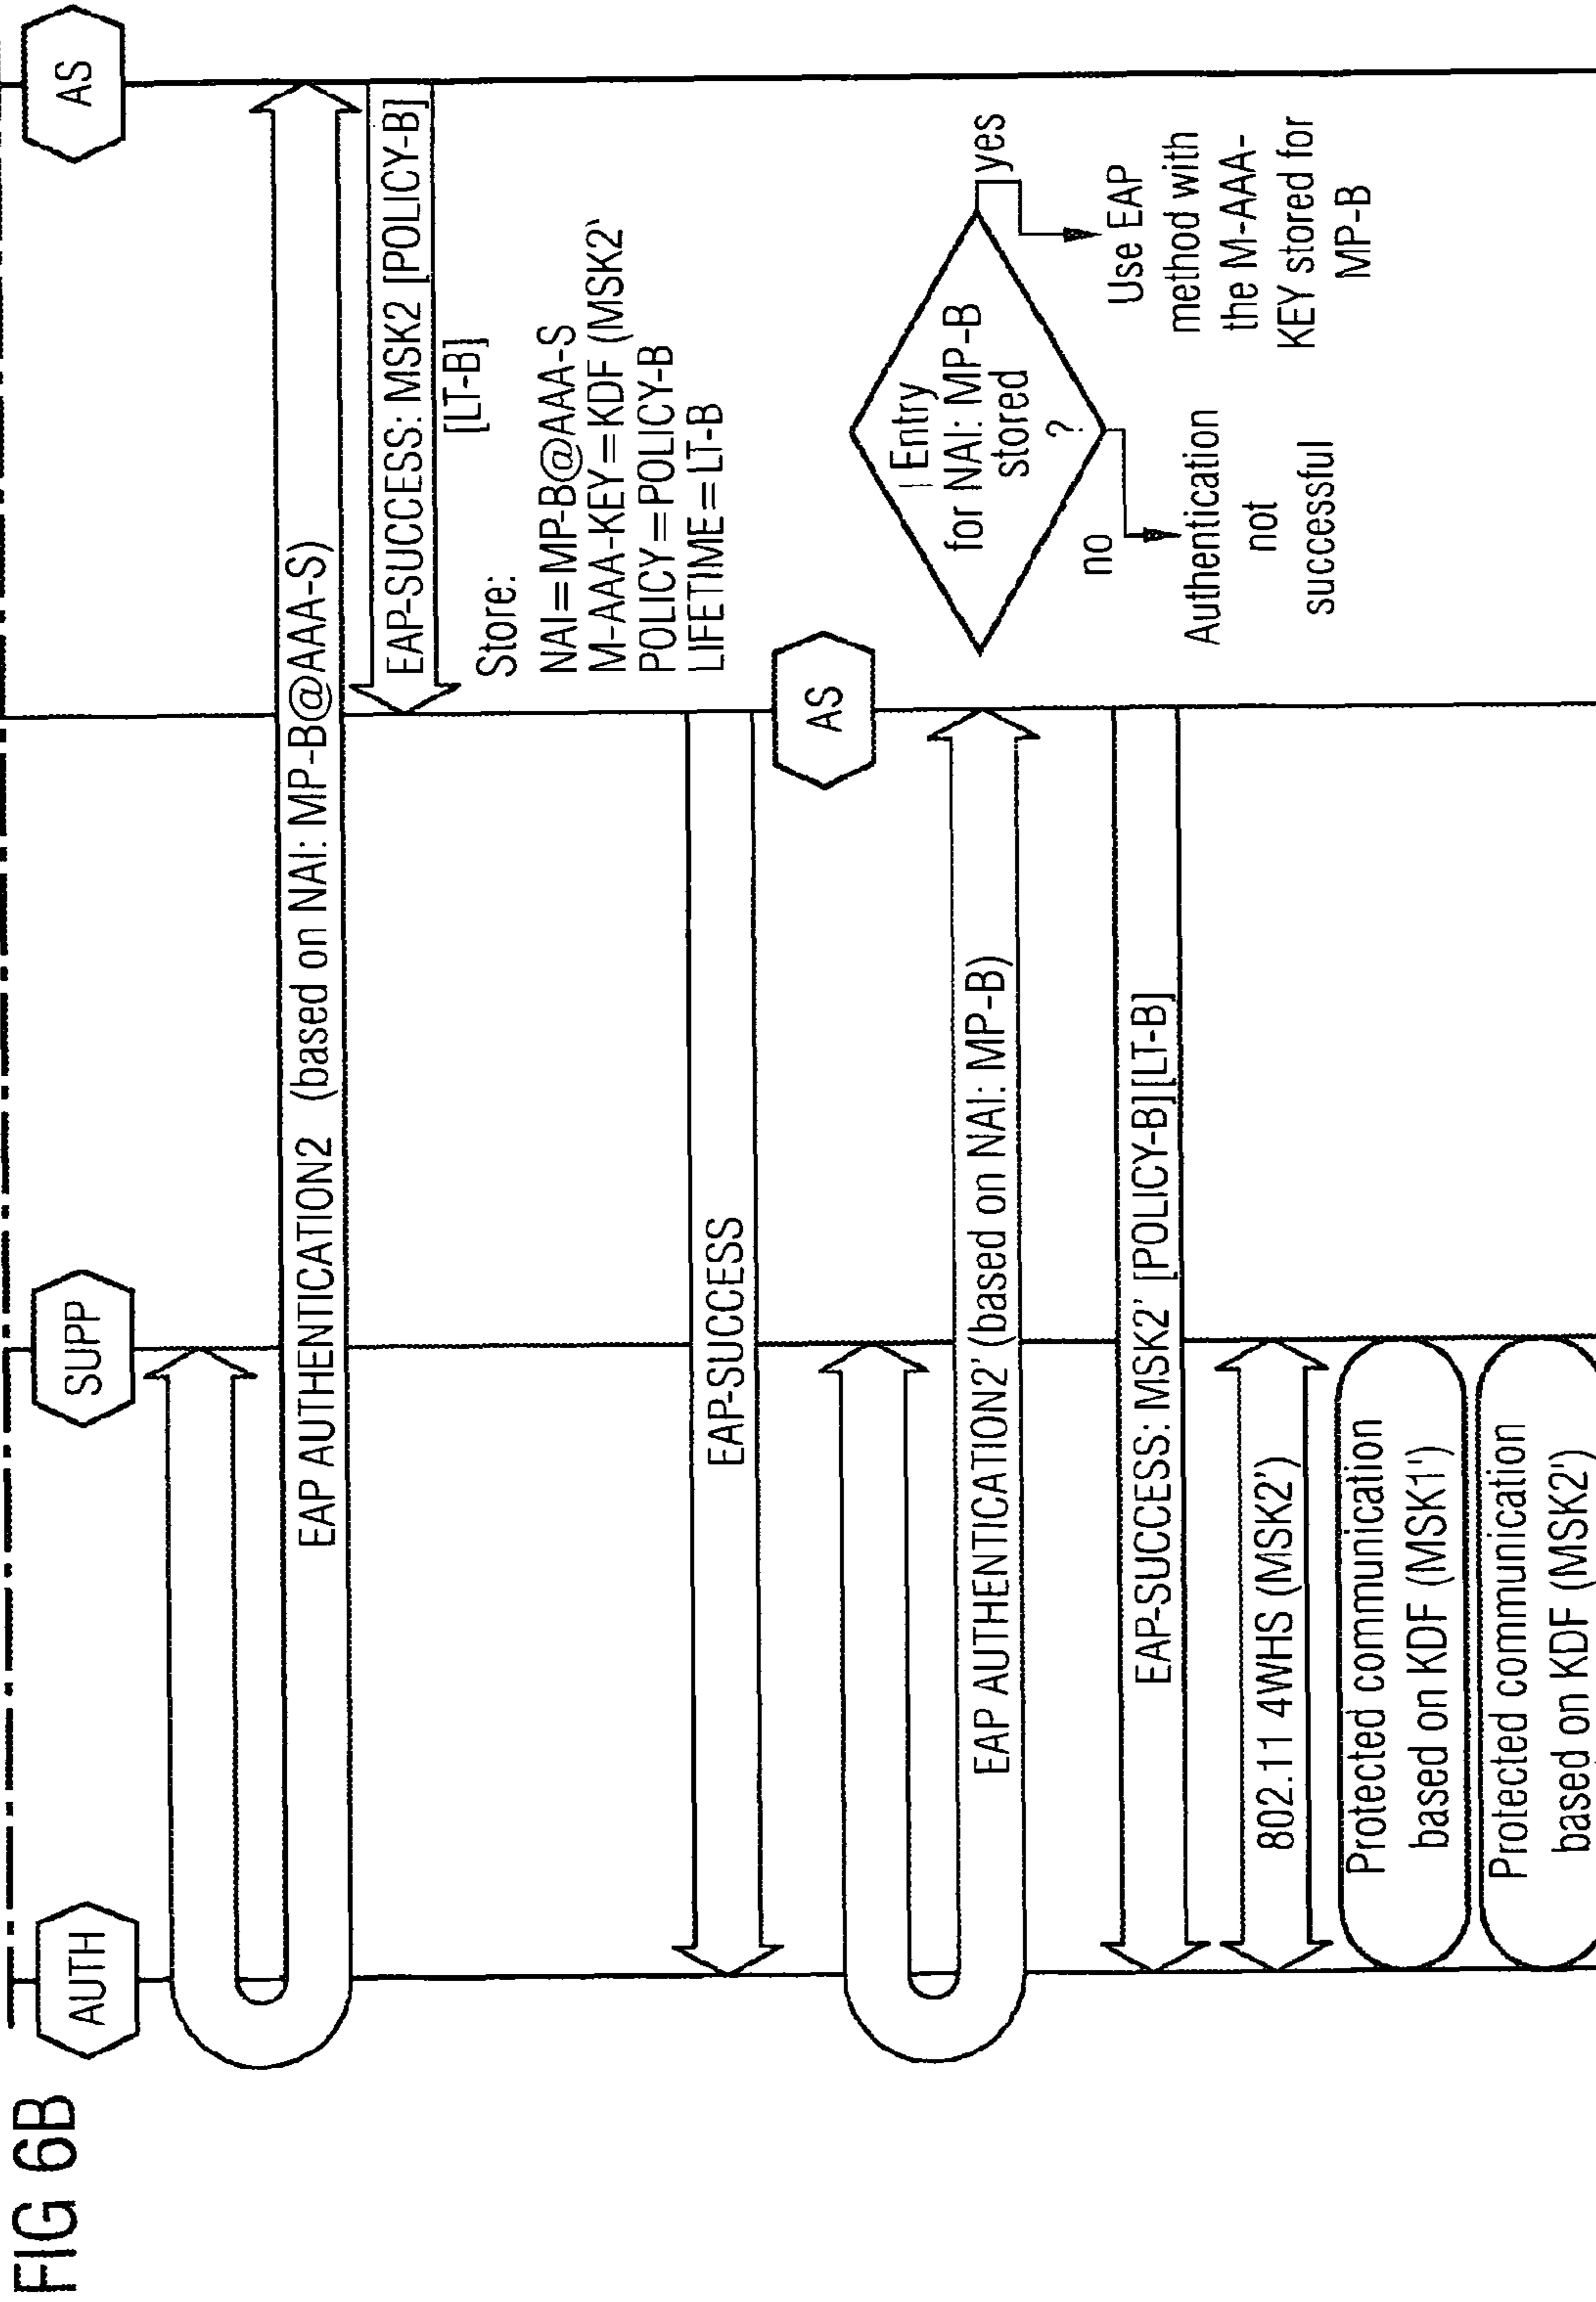 FIG 6B
AUTH
SUPP
AS
EAP AUTHENTICATION2 (based on NAI: MP-B@AAA-S)
EAP-SUCCESS: MSK2 [POLICY-B]
[LT-B]
Store:
NAI=MP-B@AAA-S
M-AAA-KEY=KDF (MSK2'
POLICY=POLICY-B
LIFETIME=LT-B
EAP-SUCCESS
AS
EAP AUTHENTICATION2' (based on NAI: MP-B)
Entry
for NAI: MP-B
stored
?
yes
no
Use EAP
method with
the M-AAA-
KEY stored for
MP-B
Authentication
not
successful
EAP-SUCCESS: MSK2' [POLICY-B][LT-B]
802.11 4WHS (MSK2')
Protected communication
based on KDF (MSK1')
Protected communication
based on KDF (MSK2')